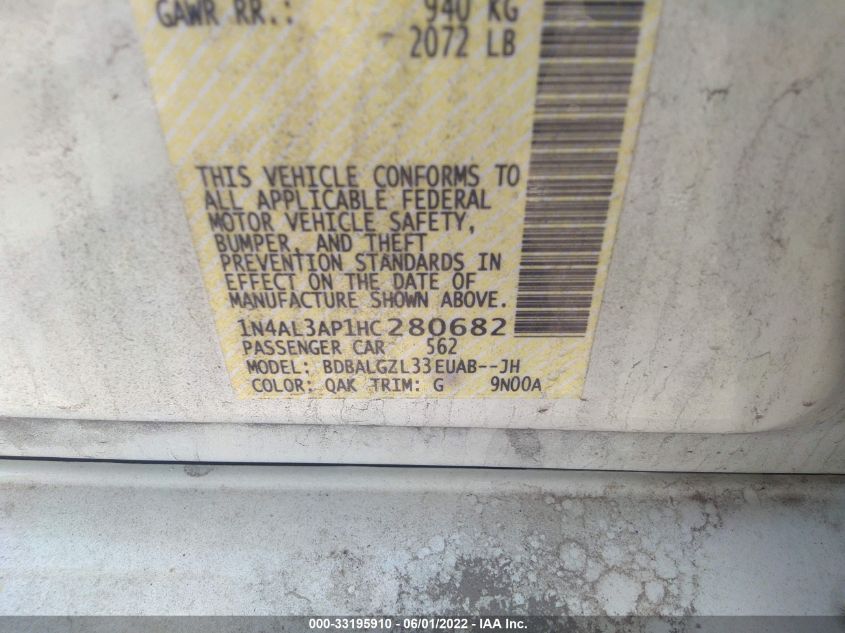 GAWR RR.: 940 KG
2072 LB
THIS VEHICLE CONFORMS TO
ALL APPLICABLE FEDERAL
MOTOR VEHICLE SAFETY,
BUMPER, AND THEFT
PREVENTION STANDARDS IN
EFFECT ON THE DATE OF
MANUFACTURE SHOWN ABOVE.
1N4AL3AP1HC280682
PASSENGER CAR 562
MODEL: BDBALGZL33EUAB--JH
COLOR: QAK TRIM: G 9N00A
000-33195910 - 06/01/2022 - IAA Inc.